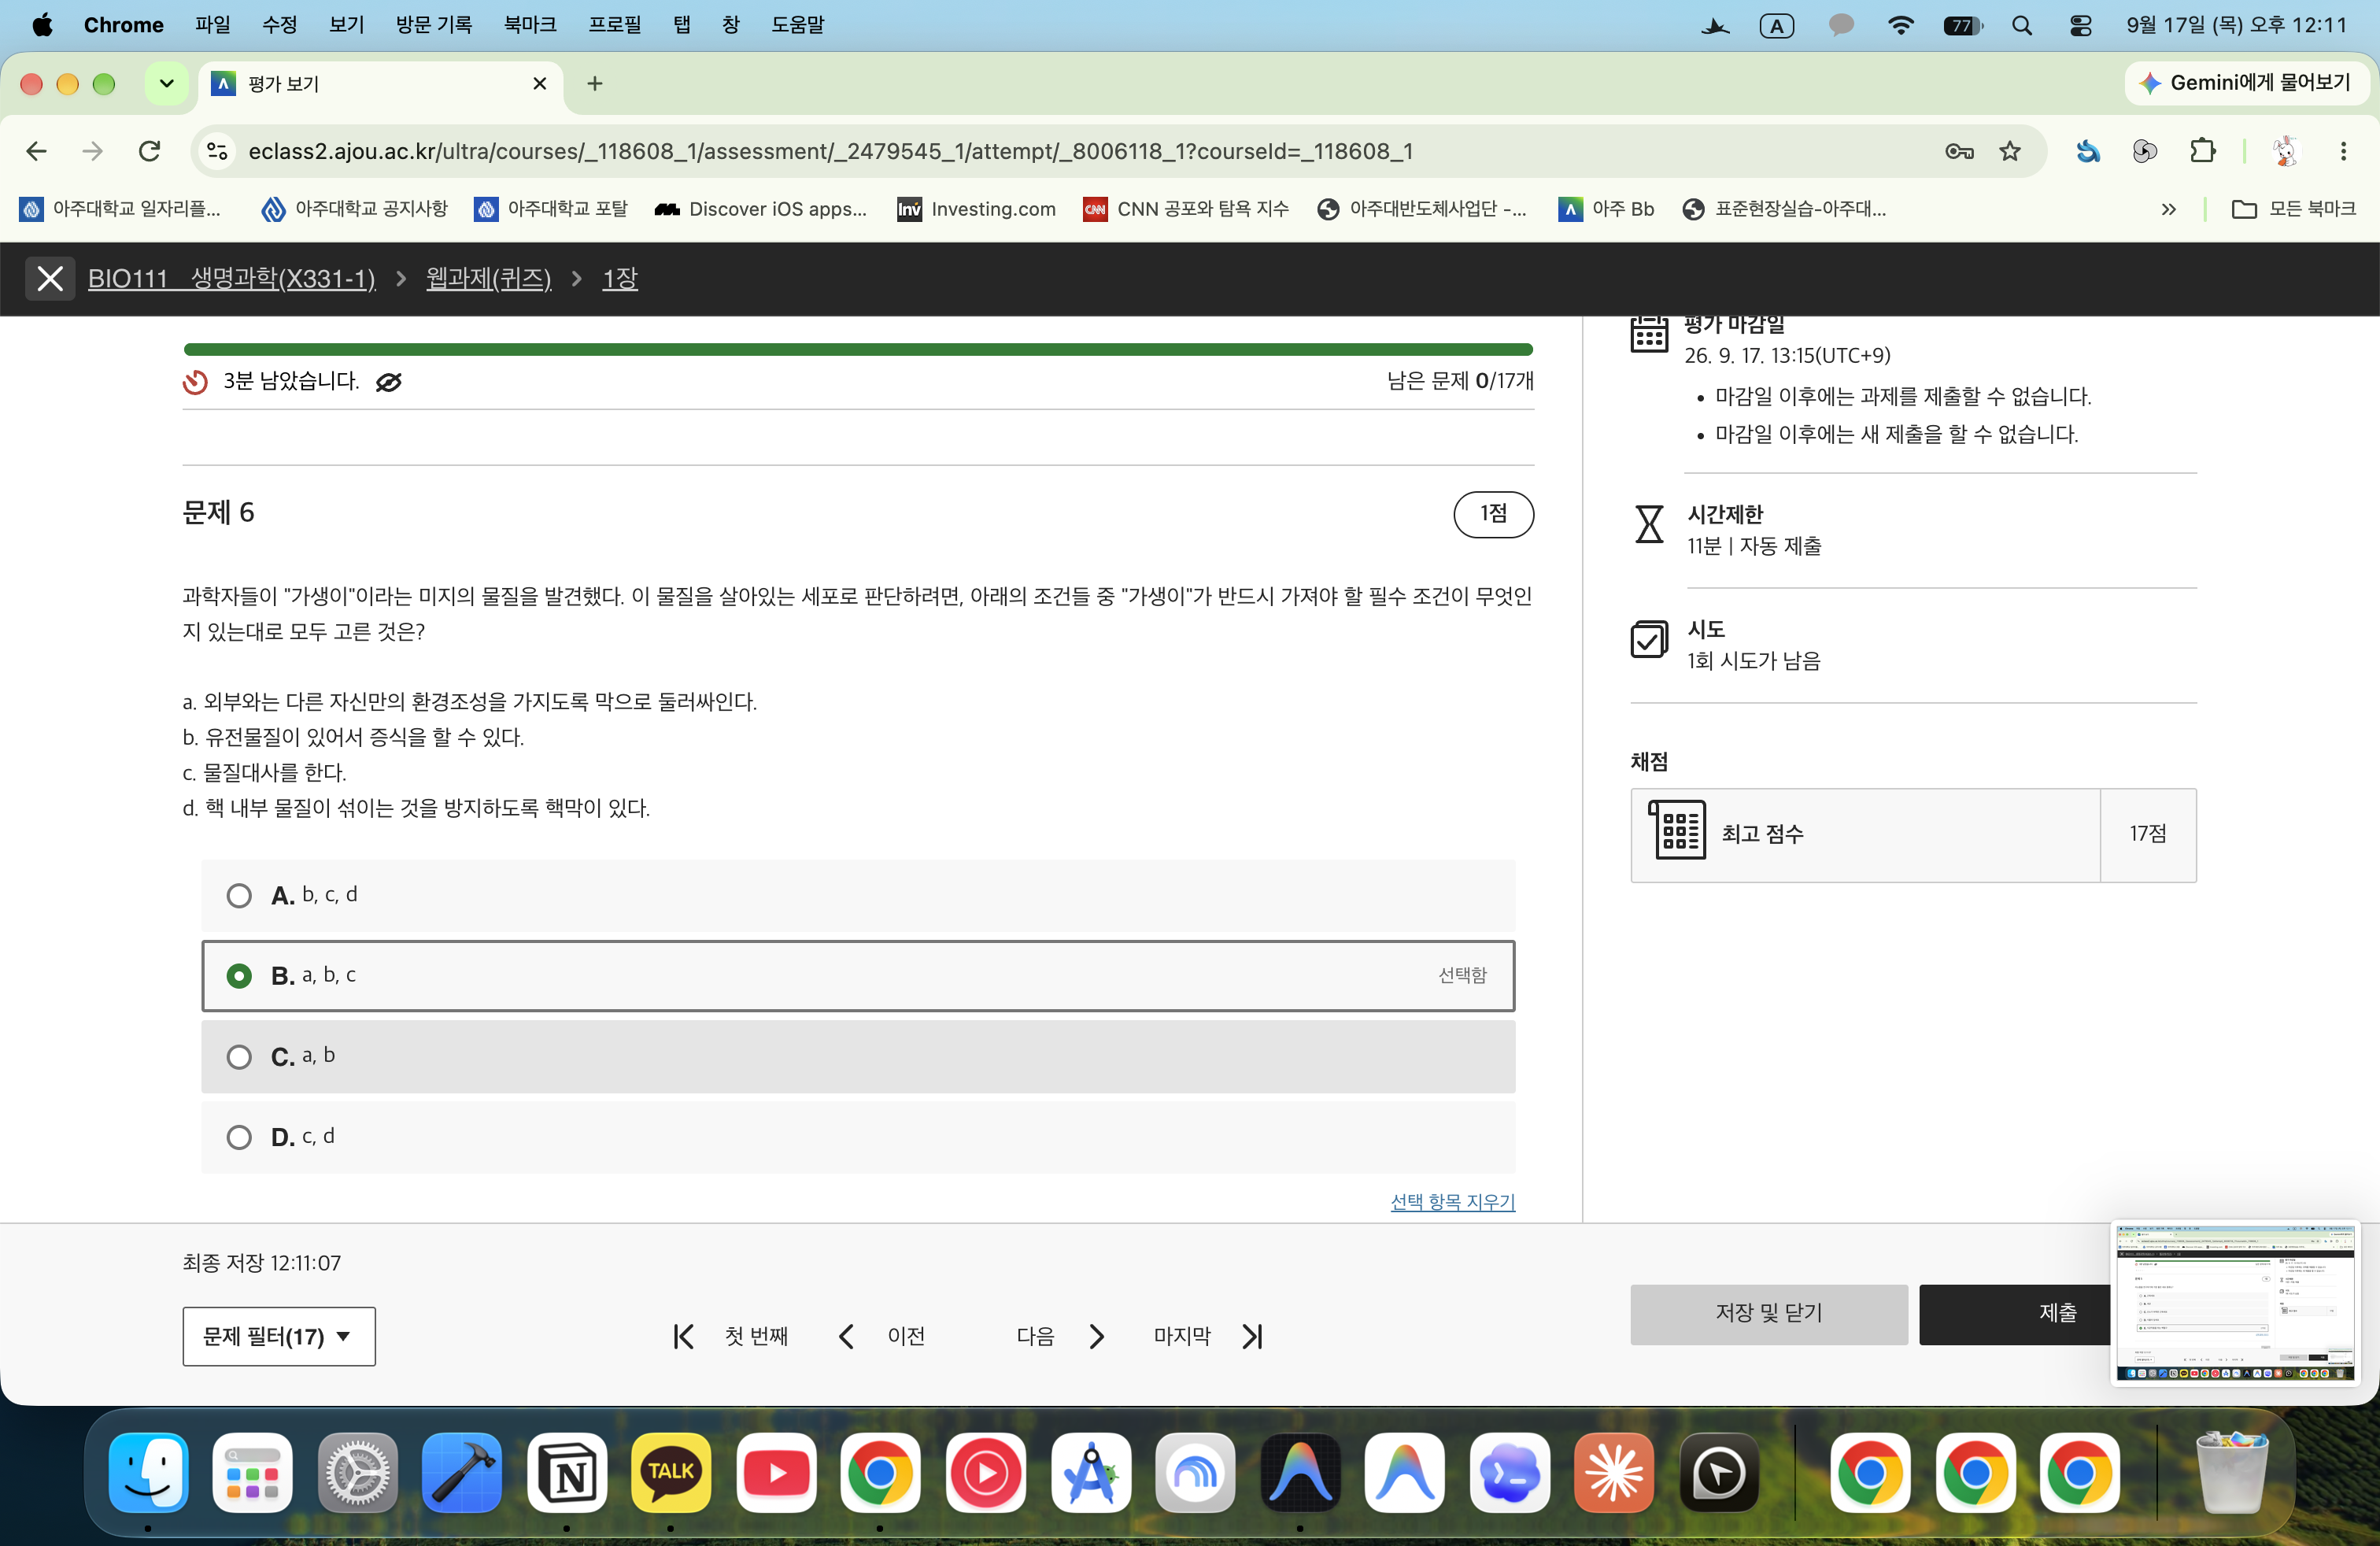 Chrome 파일 수정 보기 방문 기록 북마크 프로필 탭 창 도움말
A 77 9월 17일 (목) 오후 12:11
평가 보기
Gemini에게 물어보기
eclass2.ajou.ac.kr/ultra/courses/_118608_1/assessment/_2479545_1/attempt/_8006118_1?courseId=_118608_1
아주대학교 일자리플... 아주대학교 공지사항 아주대학교 포탈 Discover iOS apps... Inv Investing.com CNN CNN 공포와 탐욕 지수 아주대반도체사업단 -... 아주 Bb 표준현장실습-아주대... 모든 북마크
BIO111 생명과학(X331-1) 웹과제(퀴즈) 1장
3분 남았습니다.
남은 문제 0/17개
문제 6
1점
과학자들이 "가생이"이라는 미지의 물질을 발견했다. 이 물질을 살아있는 세포로 판단하려면, 아래의 조건들 중 "가생이"가 반드시 가져야 할 필수 조건이 무엇인
지 있는대로 모두 고른 것은?
a. 외부와는 다른 자신만의 환경조성을 가지도록 막으로 둘러싸인다.
b. 유전물질이 있어서 증식을 할 수 있다.
c. 물질대사를 한다.
d. 핵 내부 물질이 섞이는 것을 방지하도록 핵막이 있다.
A. b, c, d
B. a, b, c
선택함
C. a, b
D. c, d
선택 항목 지우기
평가 마감일
26. 9. 17. 13:15(UTC+9)
• 마감일 이후에는 과제를 제출할 수 없습니다.
• 마감일 이후에는 새 제출을 할 수 없습니다.
시간제한
11분 | 자동 제출
시도
1회 시도가 남음
채점
최고 점수
17점
최종 저장 12:11:07
문제 필터(17)
첫 번째 이전 다음 마지막
저장 및 닫기
제출
TALK